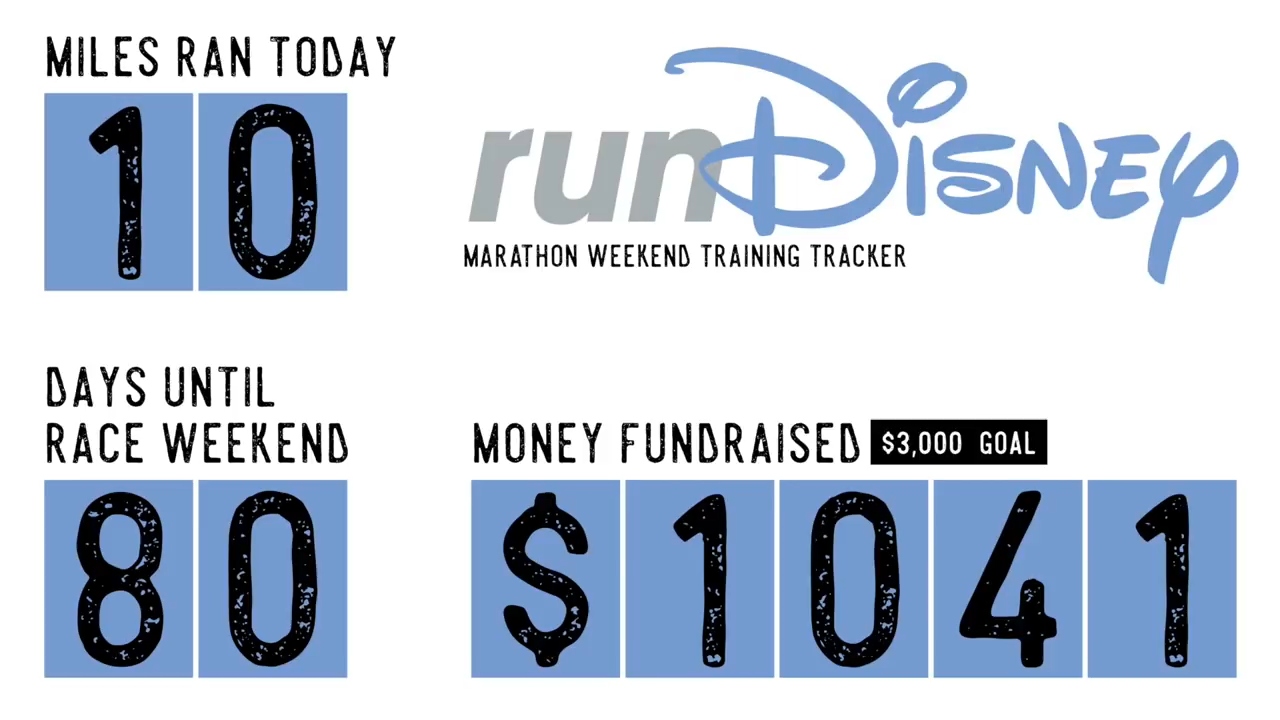 MILES RAN TODAY
10
runDisney
MARATHON WEEKEND TRAINING TRACKER
DAYS UNTIL
RACE WEEKEND
80
MONEY FUNDRAISED $3,000 GOAL
$1041